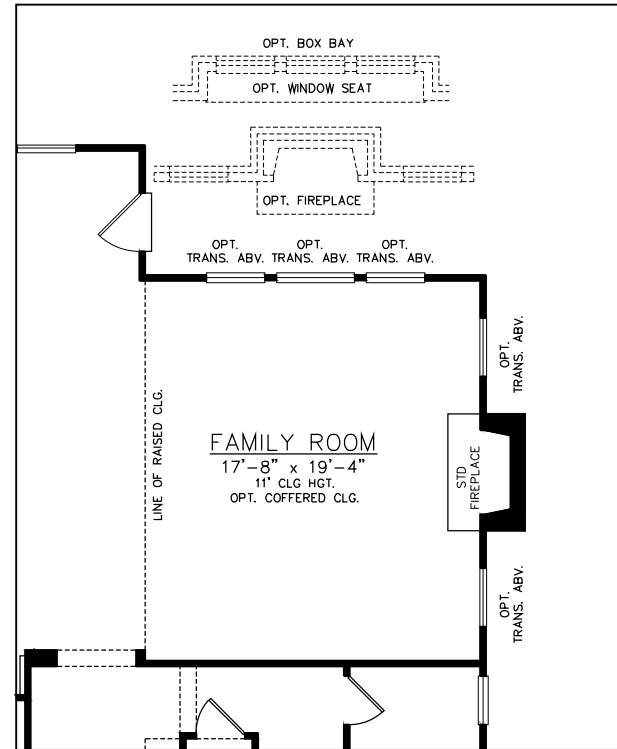 OPT. BOX BAY
OPT. WINDOW SEAT
OPT. FIREPLACE
OPT.
TRANS. ABV.
OPT.
TRANS. ABV.
OPT.
TRANS. ABV.
OPT.
TRANS. ABV.
LINE OF RAISED CLG.
FAMILY ROOM
17'-8" x 19'-4"
11' CLG HGT.
OPT. COFFERED CLG.
STD
FIREPLACE
OPT.
TRANS. ABV.